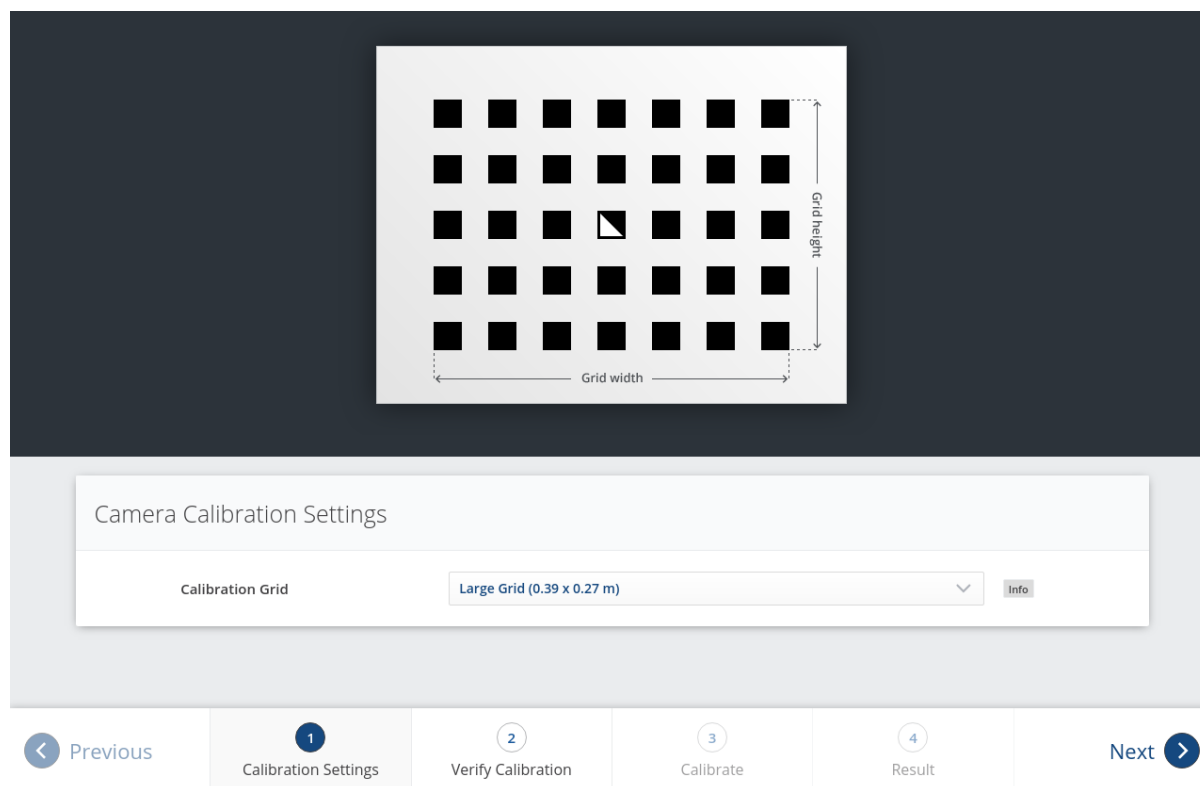 Grid height
Grid width
Camera Calibration Settings
Calibration Grid
Large Grid (0.39 x 0.27 m)
Info
Previous
1
Calibration Settings
2
Verify Calibration
3
Calibrate
4
Result
Next